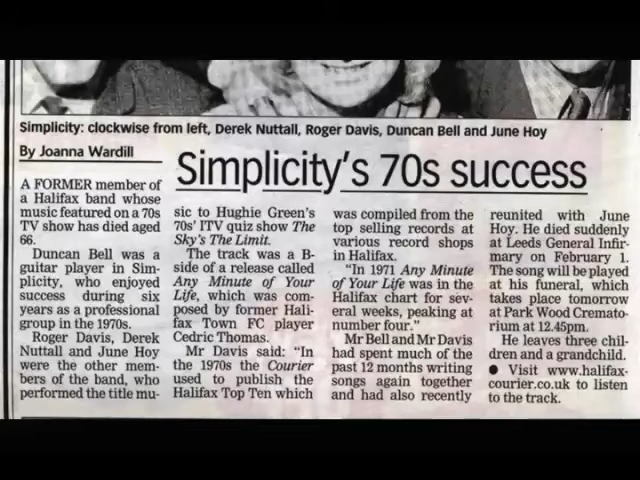 Simplicity: clockwise from left, Derek Nuttall, Roger Davis, Duncan Bell and June Hoy
By Joanna Wardill
Simplicity's 70s success
A FORMER member of
a Halifax band whose
music featured on a 70s
TV show has died aged
66.
Duncan Bell was a
guitar player in Sim-
plicity, who enjoyed
success during six
years as a professional
group in the 1970s.
Roger Davis, Derek
Nuttall and June Hoy
were the other mem-
bers of the band, who
performed the title mu-
sic to Hughie Green's
70s' ITV quiz show The
Sky's The Limit.
The track was a B-
side of a release called
Any Minute of Your
Life, which was com-
posed by former Hali-
fax Town FC player
Cedric Thomas.
Mr Davis said: "In
the 1970s the Courier
used to publish the
Halifax Top Ten which
was compiled from the
top selling records at
various record shops
in Halifax.
"In 1971 Any Minute
of Your Life was in the
Halifax chart for sev-
eral weeks, peaking at
number four."
Mr Bell and Mr Davis
had spent much of the
past 12 months writing
songs again together
and had also recently
reunited with June
Hoy. He died suddenly
at Leeds General Infir-
mary on February 1.
The song will be played
at his funeral, which
takes place tomorrow
at Park Wood Cremato-
rium at 12.45pm.
He leaves three chil-
dren and a grandchild.
● Visit www.halifax-
courier.co.uk to listen
to the track.